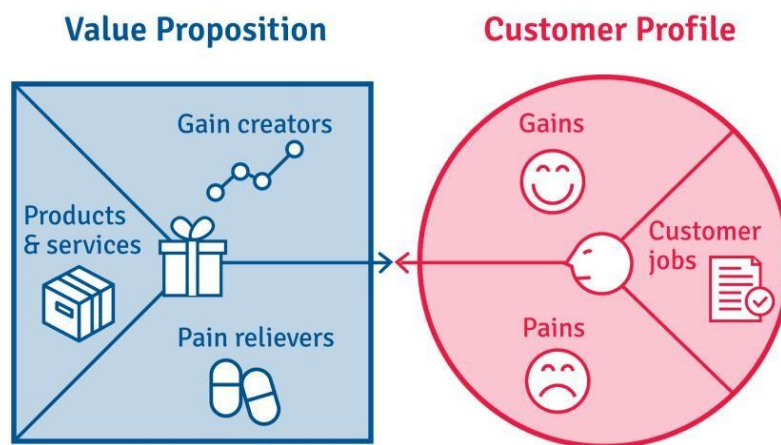 Value Proposition
Customer Profile
Gain creators
Products
& services
Pain relievers
Gains
Customer
jobs
Pains